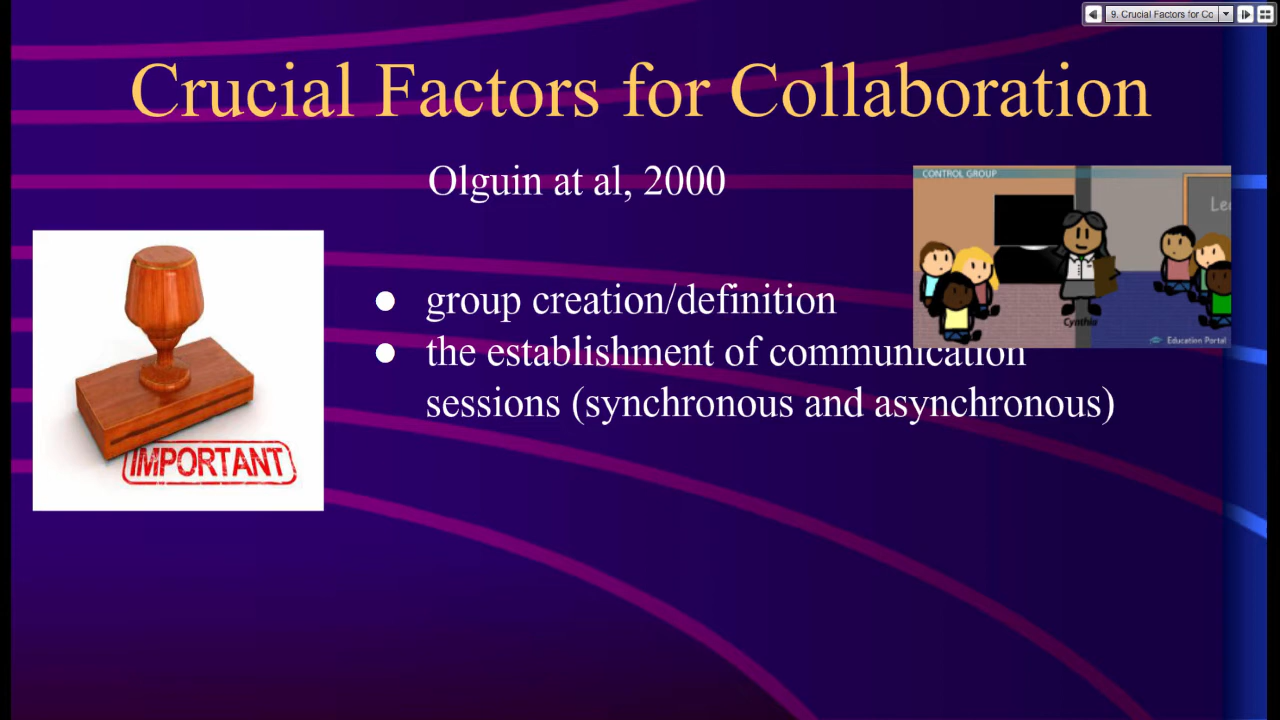 9. Crucial Factors for Co
Crucial Factors for Collaboration
Olguin at al, 2000
CONTROL GROUP
Le
Cynthia
Education Portal
● group creation/definition
● the establishment of communication
sessions (synchronous and asynchronous)
IMPORTANT